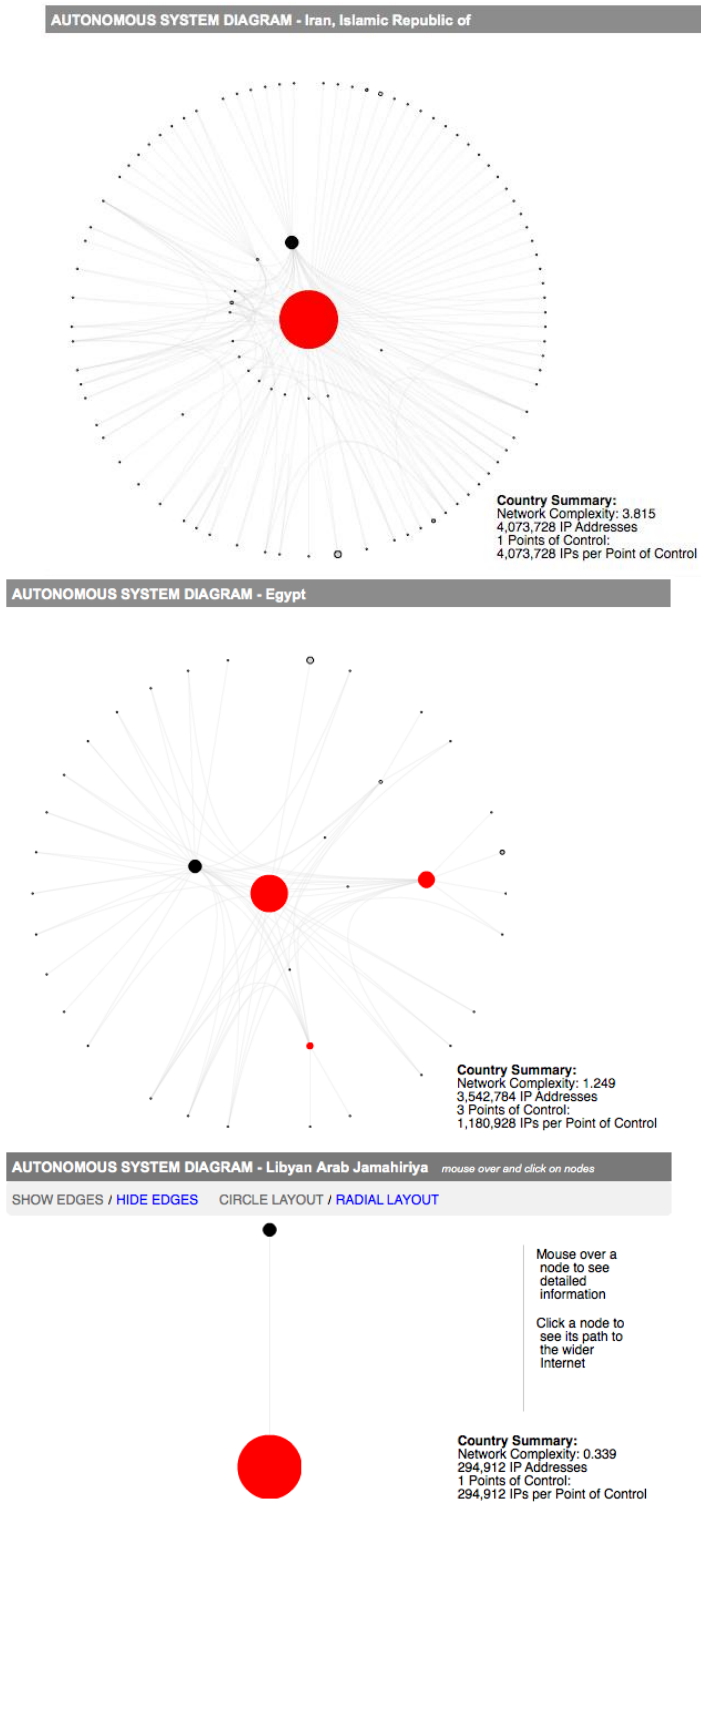 AUTONOMOUS SYSTEM DIAGRAM - Iran, Islamic Republic of
Country Summary:
Network Complexity: 3.815
4,073,728 IP Addresses
1 Points of Control:
4,073,728 IPs per Point of Control
AUTONOMOUS SYSTEM DIAGRAM - Egypt
Country Summary:
Network Complexity: 1.249
3,542,784 IP Addresses
3 Points of Control:
1,180,928 IPs per Point of Control
AUTONOMOUS SYSTEM DIAGRAM - Libyan Arab Jamahiriya mouse over and click on nodes
SHOW EDGES / HIDE EDGES CIRCLE LAYOUT / RADIAL LAYOUT
Mouse over a
node to see
detailed
information
Click a node to
see its path to
the wider
Internet
Country Summary:
Network Complexity: 0.339
294,912 IP Addresses
1 Points of Control:
294,912 IPs per Point of Control